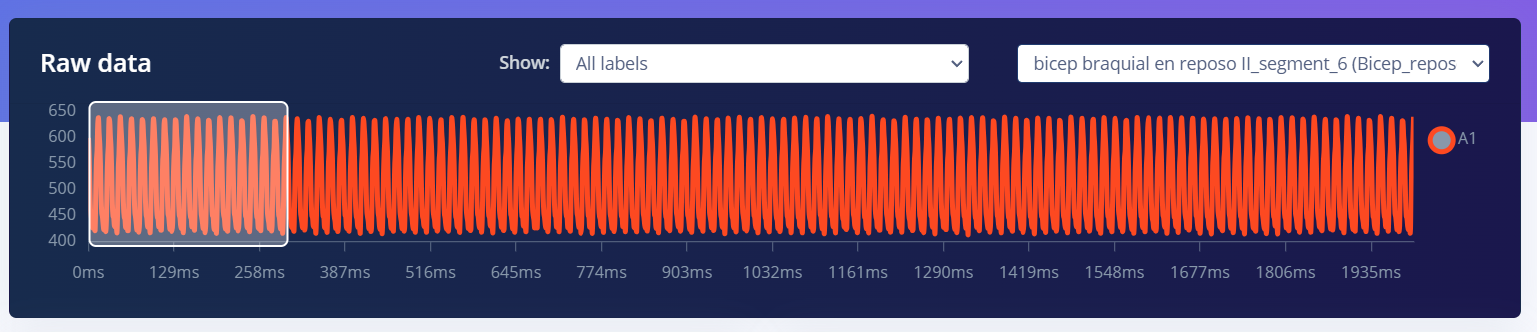 Raw data
Show:
All labels
bicep braquial en reposo II_segment_6 (Bicep_repos
650
600
550
500
450
400
A1
0ms 129ms 258ms 387ms 516ms 645ms 774ms 903ms 1032ms 1161ms 1290ms 1419ms 1548ms 1677ms 1806ms 1935ms